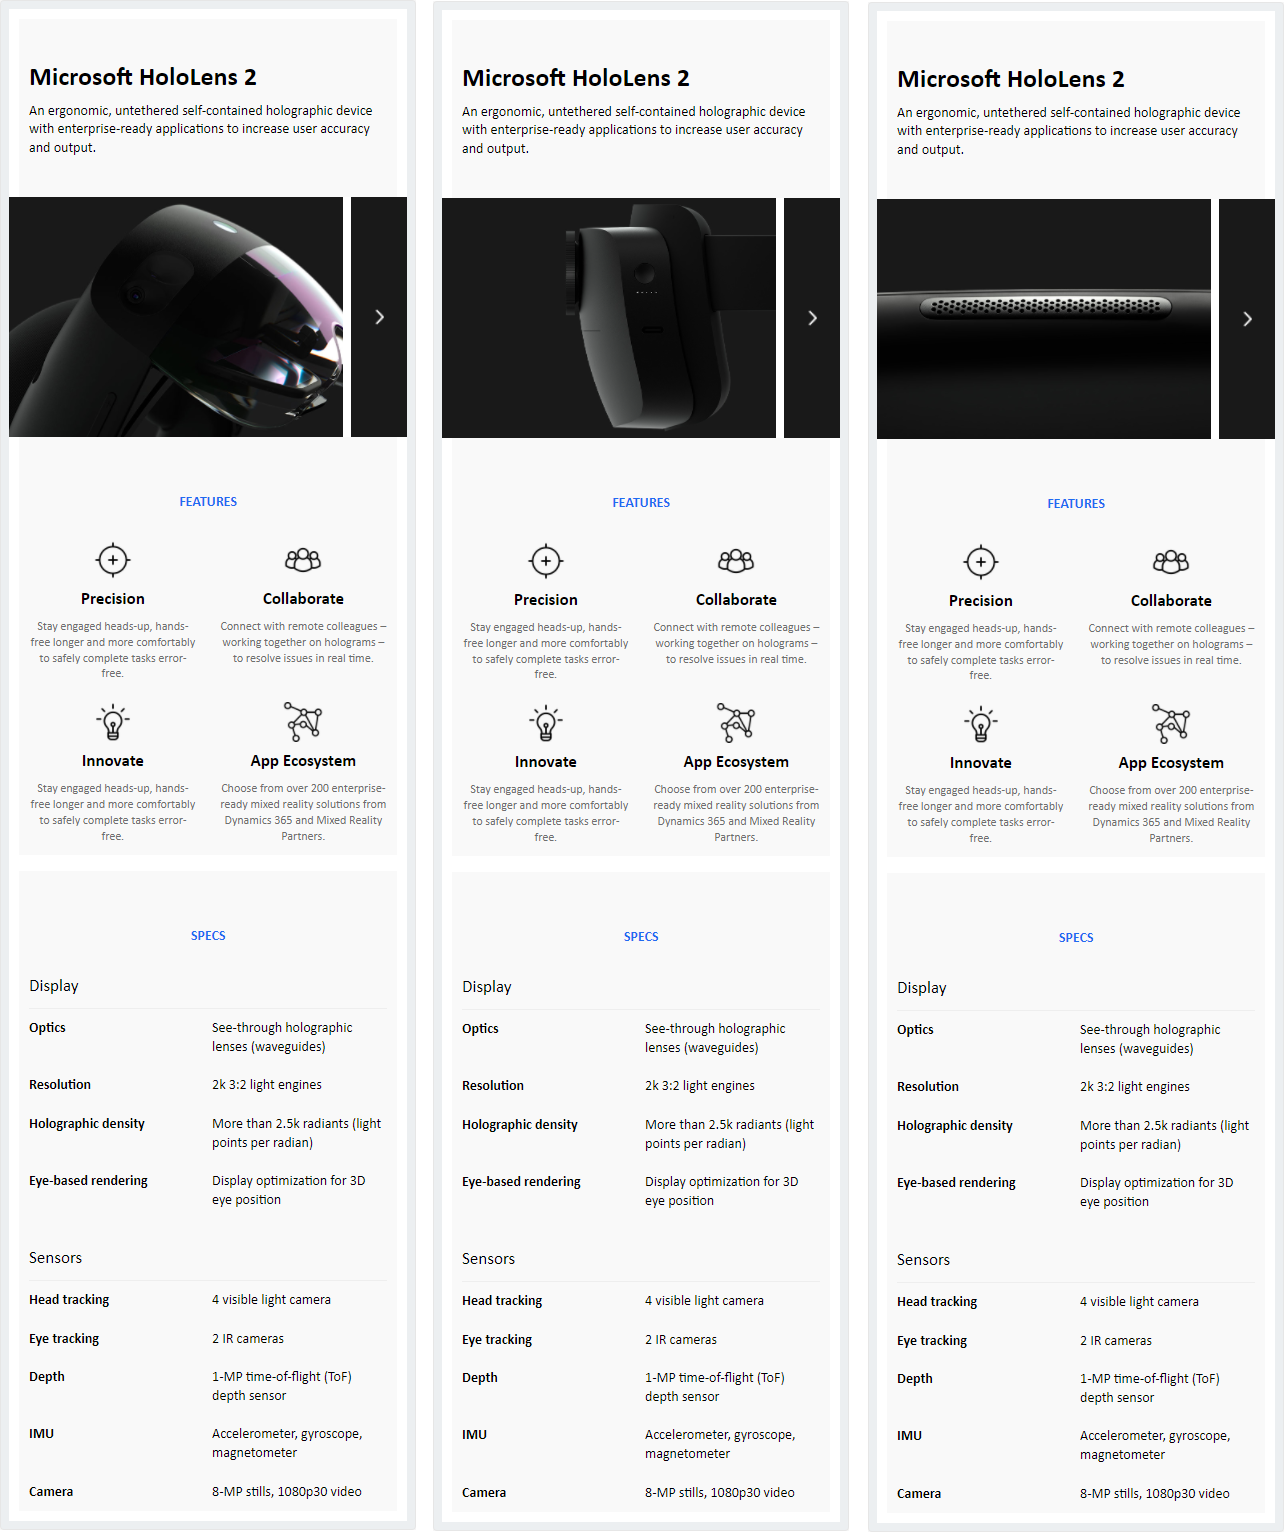 Microsoft HoloLens 2
An ergonomic, untethered self-contained holographic device
with enterprise-ready applications to increase user accuracy
and output.
FEATURES
Precision
Stay engaged heads-up, hands-
free longer and more comfortably
to safely complete tasks error-
free.
Collaborate
Connect with remote colleagues –
working together on holograms –
to resolve issues in real time.
Innovate
Stay engaged heads-up, hands-
free longer and more comfortably
to safely complete tasks error-
free.
App Ecosystem
Choose from over 200 enterprise-
ready mixed reality solutions from
Dynamics 365 and Mixed Reality
Partners.
SPECS
Display
Optics
See-through holographic
lenses (waveguides)
Resolution
2k 3:2 light engines
Holographic density
More than 2.5k radiants (light
points per radian)
Eye-based rendering
Display optimization for 3D
eye position
Sensors
Head tracking
4 visible light camera
Eye tracking
2 IR cameras
Depth
1-MP time-of-flight (ToF)
depth sensor
IMU
Accelerometer, gyroscope,
magnetometer
Camera
8-MP stills, 1080p30 video
Microsoft HoloLens 2
An ergonomic, untethered self-contained holographic device
with enterprise-ready applications to increase user accuracy
and output.
FEATURES
Precision
Stay engaged heads-up, hands-
free longer and more comfortably
to safely complete tasks error-
free.
Collaborate
Connect with remote colleagues –
working together on holograms –
to resolve issues in real time.
Innovate
Stay engaged heads-up, hands-
free longer and more comfortably
to safely complete tasks error-
free.
App Ecosystem
Choose from over 200 enterprise-
ready mixed reality solutions from
Dynamics 365 and Mixed Reality
Partners.
SPECS
Display
Optics
See-through holographic
lenses (waveguides)
Resolution
2k 3:2 light engines
Holographic density
More than 2.5k radiants (light
points per radian)
Eye-based rendering
Display optimization for 3D
eye position
Sensors
Head tracking
4 visible light camera
Eye tracking
2 IR cameras
Depth
1-MP time-of-flight (ToF)
depth sensor
IMU
Accelerometer, gyroscope,
magnetometer
Camera
8-MP stills, 1080p30 video
Microsoft HoloLens 2
An ergonomic, untethered self-contained holographic device
with enterprise-ready applications to increase user accuracy
and output.
FEATURES
Precision
Stay engaged heads-up, hands-
free longer and more comfortably
to safely complete tasks error-
free.
Collaborate
Connect with remote colleagues –
working together on holograms –
to resolve issues in real time.
Innovate
Stay engaged heads-up, hands-
free longer and more comfortably
to safely complete tasks error-
free.
App Ecosystem
Choose from over 200 enterprise-
ready mixed reality solutions from
Dynamics 365 and Mixed Reality
Partners.
SPECS
Display
Optics
See-through holographic
lenses (waveguides)
Resolution
2k 3:2 light engines
Holographic density
More than 2.5k radiants (light
points per radian)
Eye-based rendering
Display optimization for 3D
eye position
Sensors
Head tracking
4 visible light camera
Eye tracking
2 IR cameras
Depth
1-MP time-of-flight (ToF)
depth sensor
IMU
Accelerometer, gyroscope,
magnetometer
Camera
8-MP stills, 1080p30 video